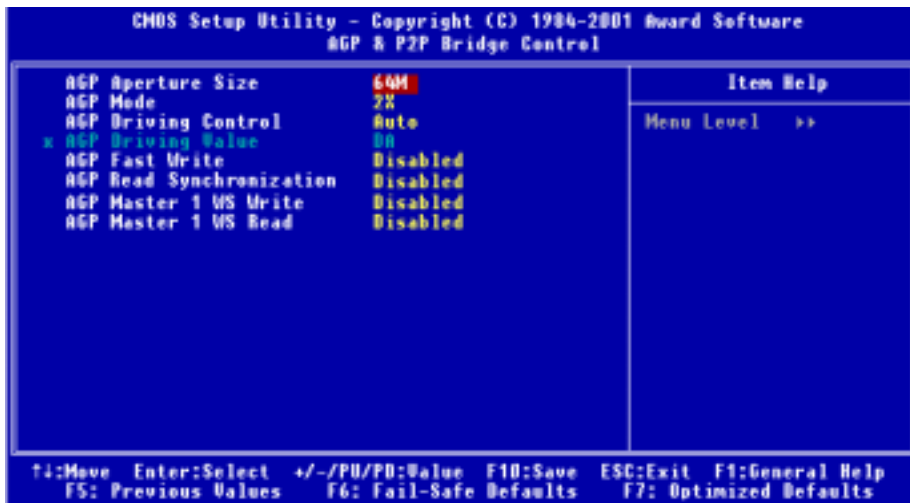 CMOS Setup Utility - Copyright (C) 1984-2001 Award Software
AGP & P2P Bridge Control
AGP Aperture Size 64M
AGP Mode 2X
AGP Driving Control Auto
x AGP Driving Value DA
AGP Fast Write Disabled
AGP Read Synchronization Disabled
AGP Master 1 WS Write Disabled
AGP Master 1 WS Read Disabled
Item Help
Menu Level ▸▸
↑↓:Move Enter:Select +/-/PU/PD:Value F10:Save ESC:Exit F1:General Help
F5: Previous Values F6: Fail-Safe Defaults F7: Optimized Defaults